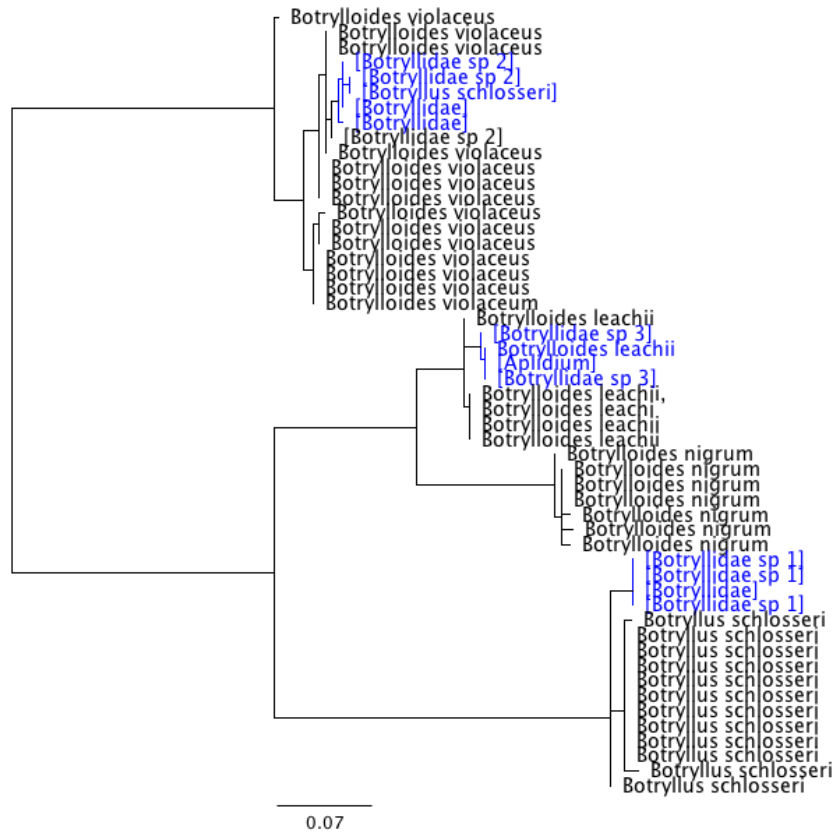 Botrylloides violaceus
Botrylloides violaceus
Botrylloides violaceus
[Botryllidae sp 2]
[Botryllidae sp 2]
[Botryllus schlosseri]
[Botryllidae]
[Botryllidae]
[Botryllidae sp 2]
Botrylloides violaceus
Botrylloides violaceus
Botrylloides violaceus
Botrylloides violaceus
Botrylloides violaceus
Botrylloides violaceus
Botrylloides violaceus
Botrylloides violaceus
Botrylloides violaceus
Botrylloides violaceus
Botrylloides violaceum
Botrylloides leachii
[Botryllidae sp 3]
Botrylloides leachii
[Aplidium]
[Botryllidae sp 3]
Botrylloides leachii,
Botrylloides leachi
Botrylloides leachii
Botrylloides leachii
Botrylloides nigrum
Botrylloides nigrum
Botrylloides nigrum
Botrylloides nigrum
Botrylloides nigrum
Botrylloides nigrum
Botrylloides nigrum
[Botryllidae sp 1]
[Botryllidae sp 1]
[Botryllidae]
[Botryllidae sp 1]
Botryllus schlosseri
Botryllus schlosseri
Botryllus schlosseri
Botryllus schlosseri
Botryllus schlosseri
Botryllus schlosseri
Botryllus schlosseri
Botryllus schlosseri
Botryllus schlosseri
Botryllus schlosseri
Botryllus schlosseri
Botryllus schlosseri
0.07